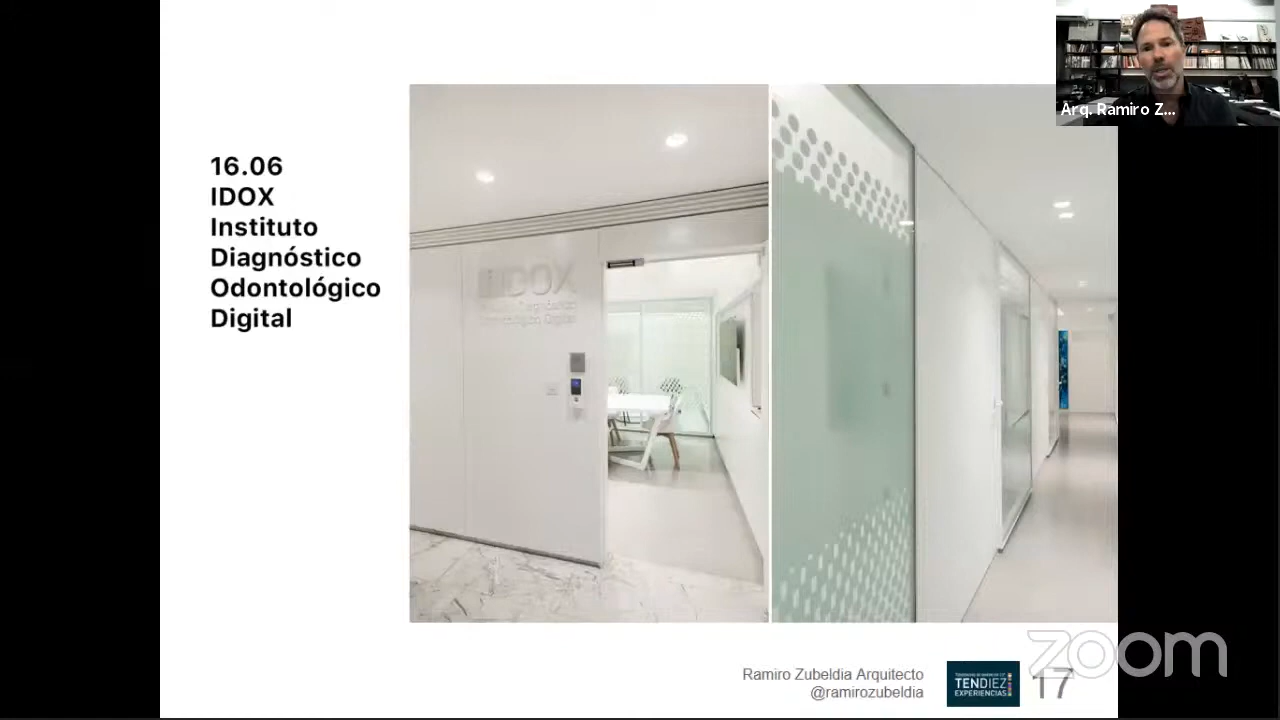 Arq. Ramiro Z...
16.06
IDOX
Instituto
Diagnóstico
Odontológico
Digital
IDOX
Ramiro Zubeldia Arquitecto
@ramirozubeldia
TENDIEZ
EXPERIENCIAS
zoom
17